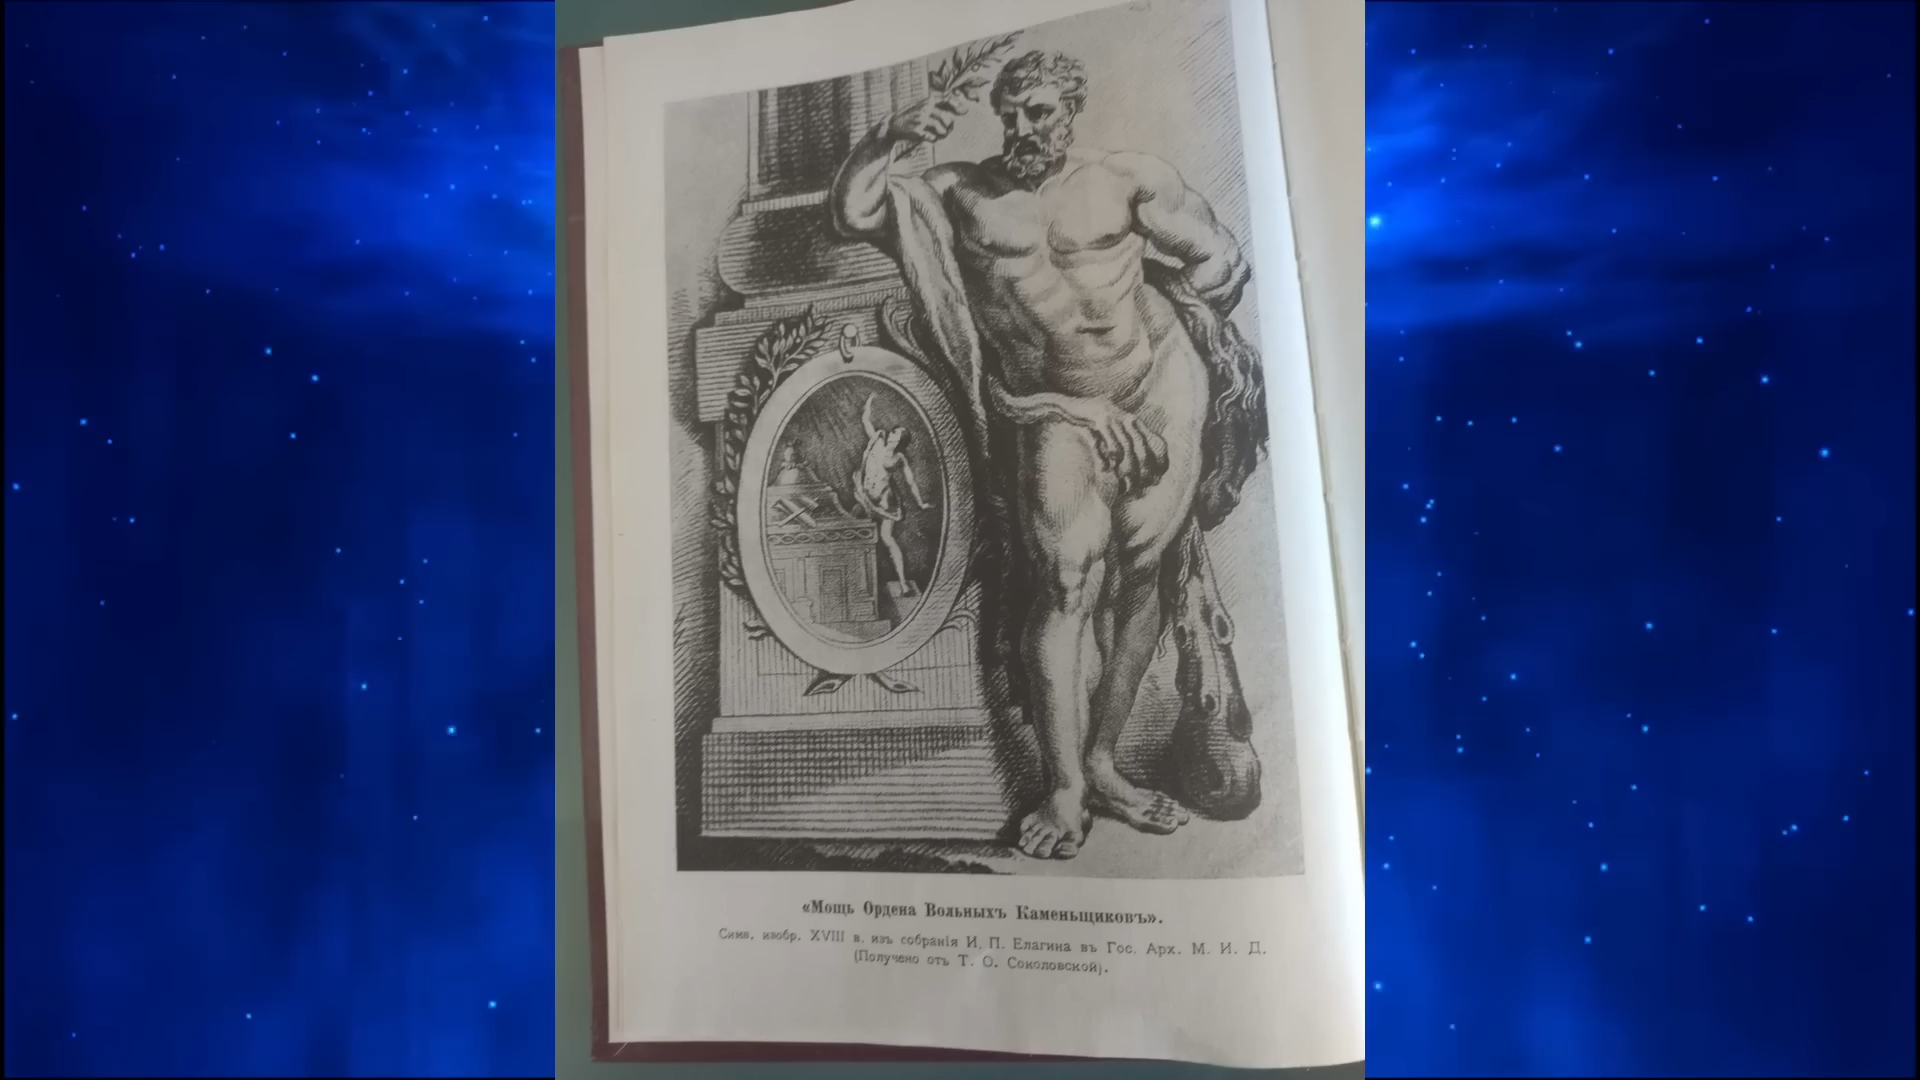 «Мощь Ордена Вольныхъ Каменьщиковъ».
Симв. изобр. XVIII в. изъ собранія И. П. Елагина въ Гос. Арх. М. И. Д.
(Получено отъ Т. О. Соколовской).